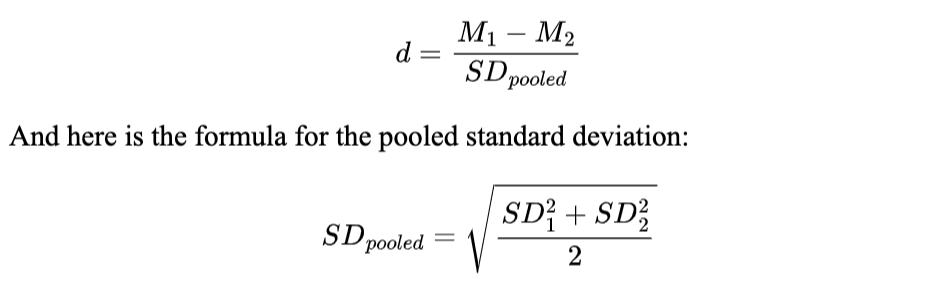 d = \frac{M_1 - M_2}{SD_{pooled}}
And here is the formula for the pooled standard deviation:
SD_{pooled} = \sqrt{\frac{SD_1^2 + SD_2^2}{2}}